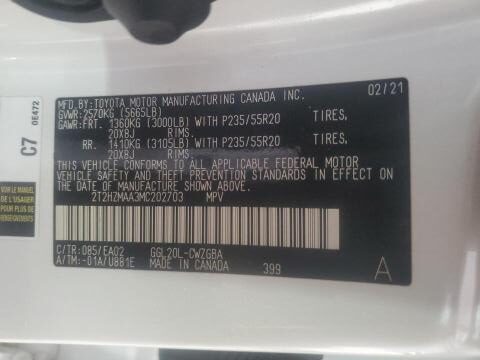 MFD. BY: TOYOTA MOTOR MANUFACTURING CANADA INC.
GVWR:2570KG (5665LB) 02/21
GAWR:FRT. 1360KG (3000LB) WITH P235/55R20 TIRES,
20X8J RIMS.
RR. 1410KG (3105LB) WITH P235/55R20 TIRES,
20X8J RIMS.
THIS VEHICLE CONFORMS TO ALL APPLICABLE FEDERAL MOTOR
VEHICLE SAFETY AND THEFT PREVENTION STANDARDS IN EFFECT ON
THE DATE OF MANUFACTURE SHOWN ABOVE.
2T2HZMAA3MC202703 MPV
C/TR:085/EA02 GGL20L-CWZGBA
A/TM:-01A/U881E MADE IN CANADA 399 A
C7
0E472
POUR
L'USAGER